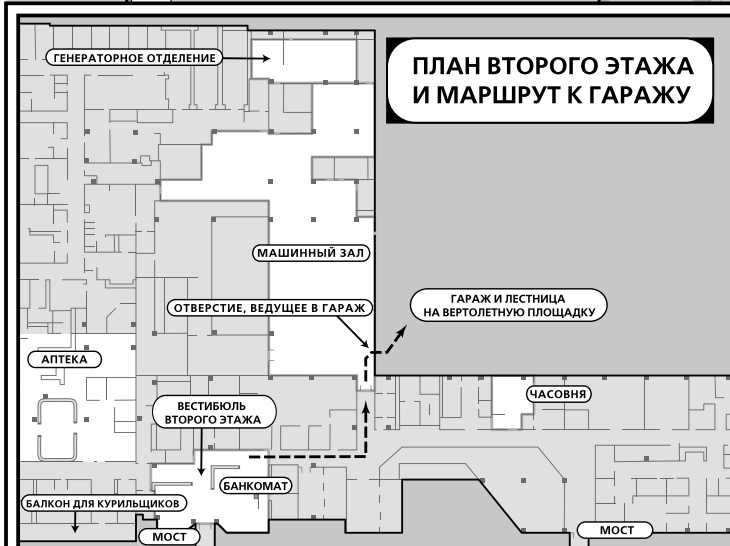 ПЛАН ВТОРОГО ЭТАЖА
И МАРШРУТ К ГАРАЖУ
ГЕНЕРАТОРНОЕ ОТДЕЛЕНИЕ
МАШИННЫЙ ЗАЛ
ОТВЕРСТИЕ, ВЕДУЩЕЕ В ГАРАЖ
ГАРАЖ И ЛЕСТНИЦА
НА ВЕРТОЛЕТНУЮ ПЛОЩАДКУ
АПТЕКА
ЧАСОВНЯ
ВЕСТИБЮЛЬ
ВТОРОГО ЭТАЖА
БАНКОМАТ
БАЛКОН ДЛЯ КУРИЛЬЩИКОВ
МОСТ
МОСТ